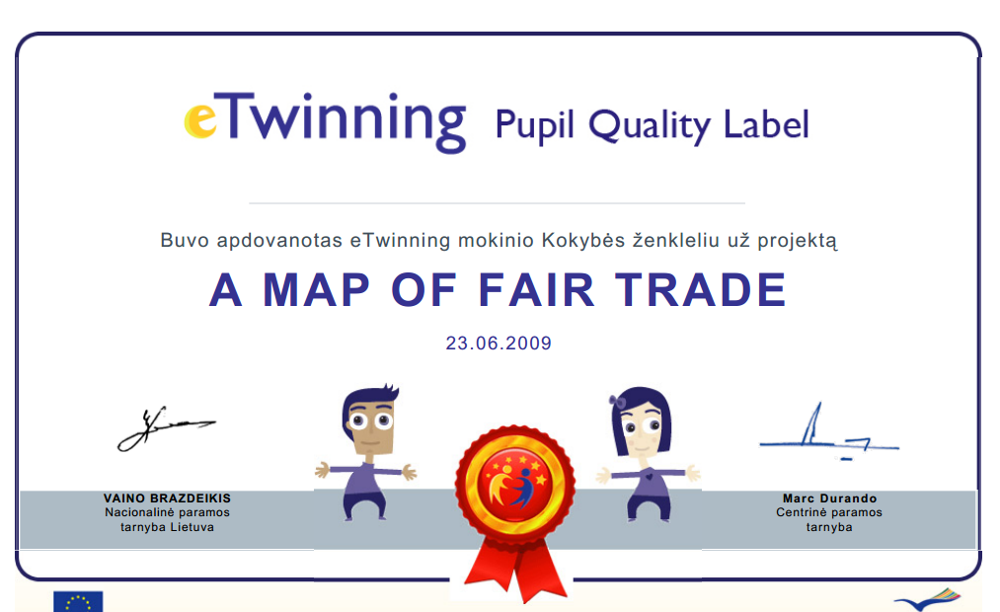 eTwinning Pupil Quality Label
Buvo apdovanotas eTwinning mokinio Kokybės ženkleliu už projektą
A MAP OF FAIR TRADE
23.06.2009
VAINO BRAZDEIKIS
Nacionalinė paramos
tarnyba Lietuva
Marc Durando
Centrinė paramos
tarnyba